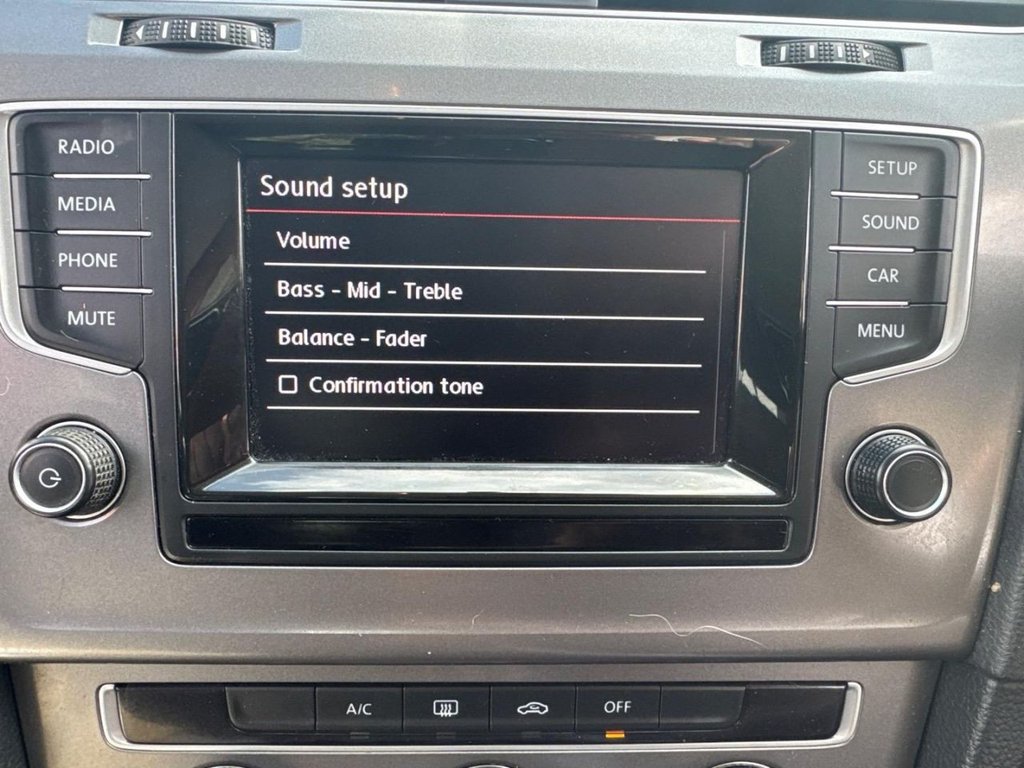 RADIO
MEDIA
PHONE
MUTE
Sound setup
Volume
Bass - Mid - Treble
Balance - Fader
Confirmation tone
SETUP
SOUND
CAR
MENU
A/C
OFF